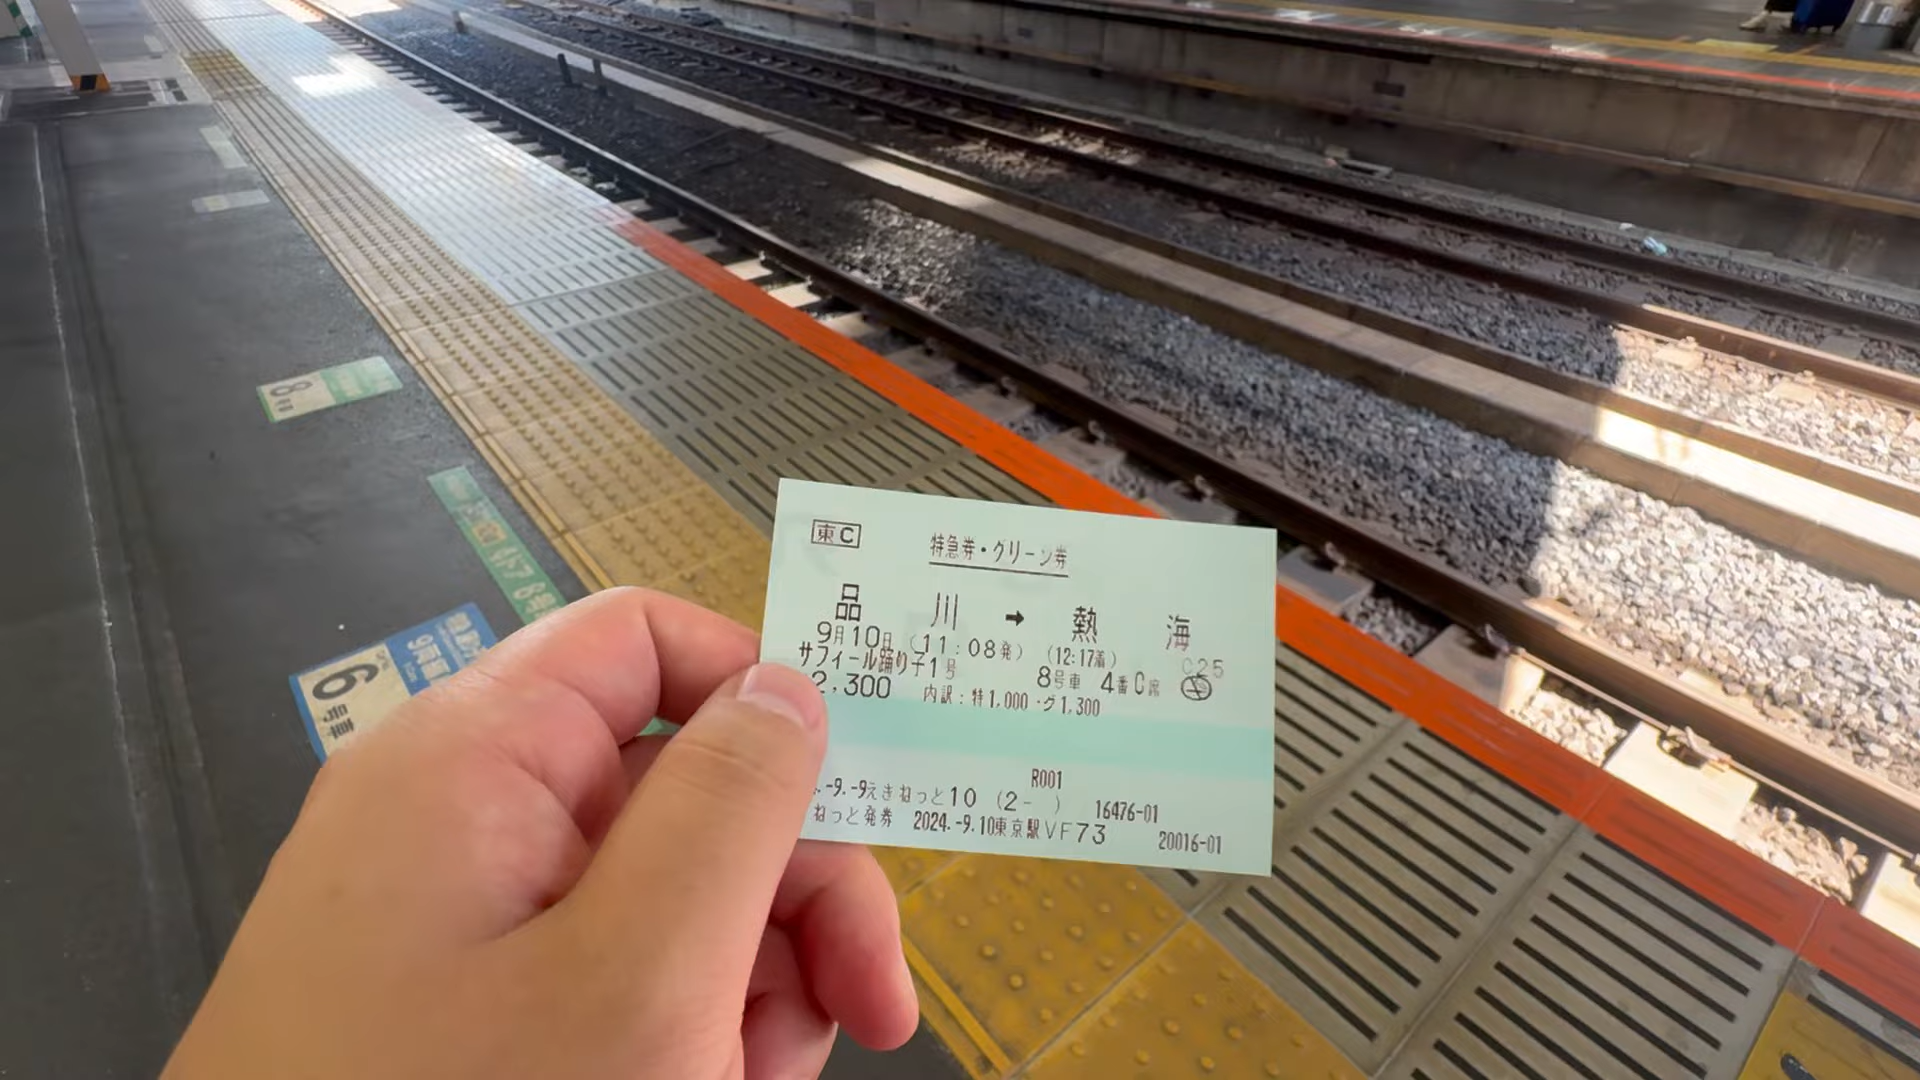 東C
特急券・グリーン券
品川 → 熱海
9月10日 (11:08発) (12:17着) C25
サフィール踊り子1号 8号車 4番C席
2,300 内訳:特1,000・グ1,300
R001
.-9.-9えきねっと10 (2- ) 16476-01
ねっと発券 2024.-9.10東京駅VF73 20016-01
8
6号車